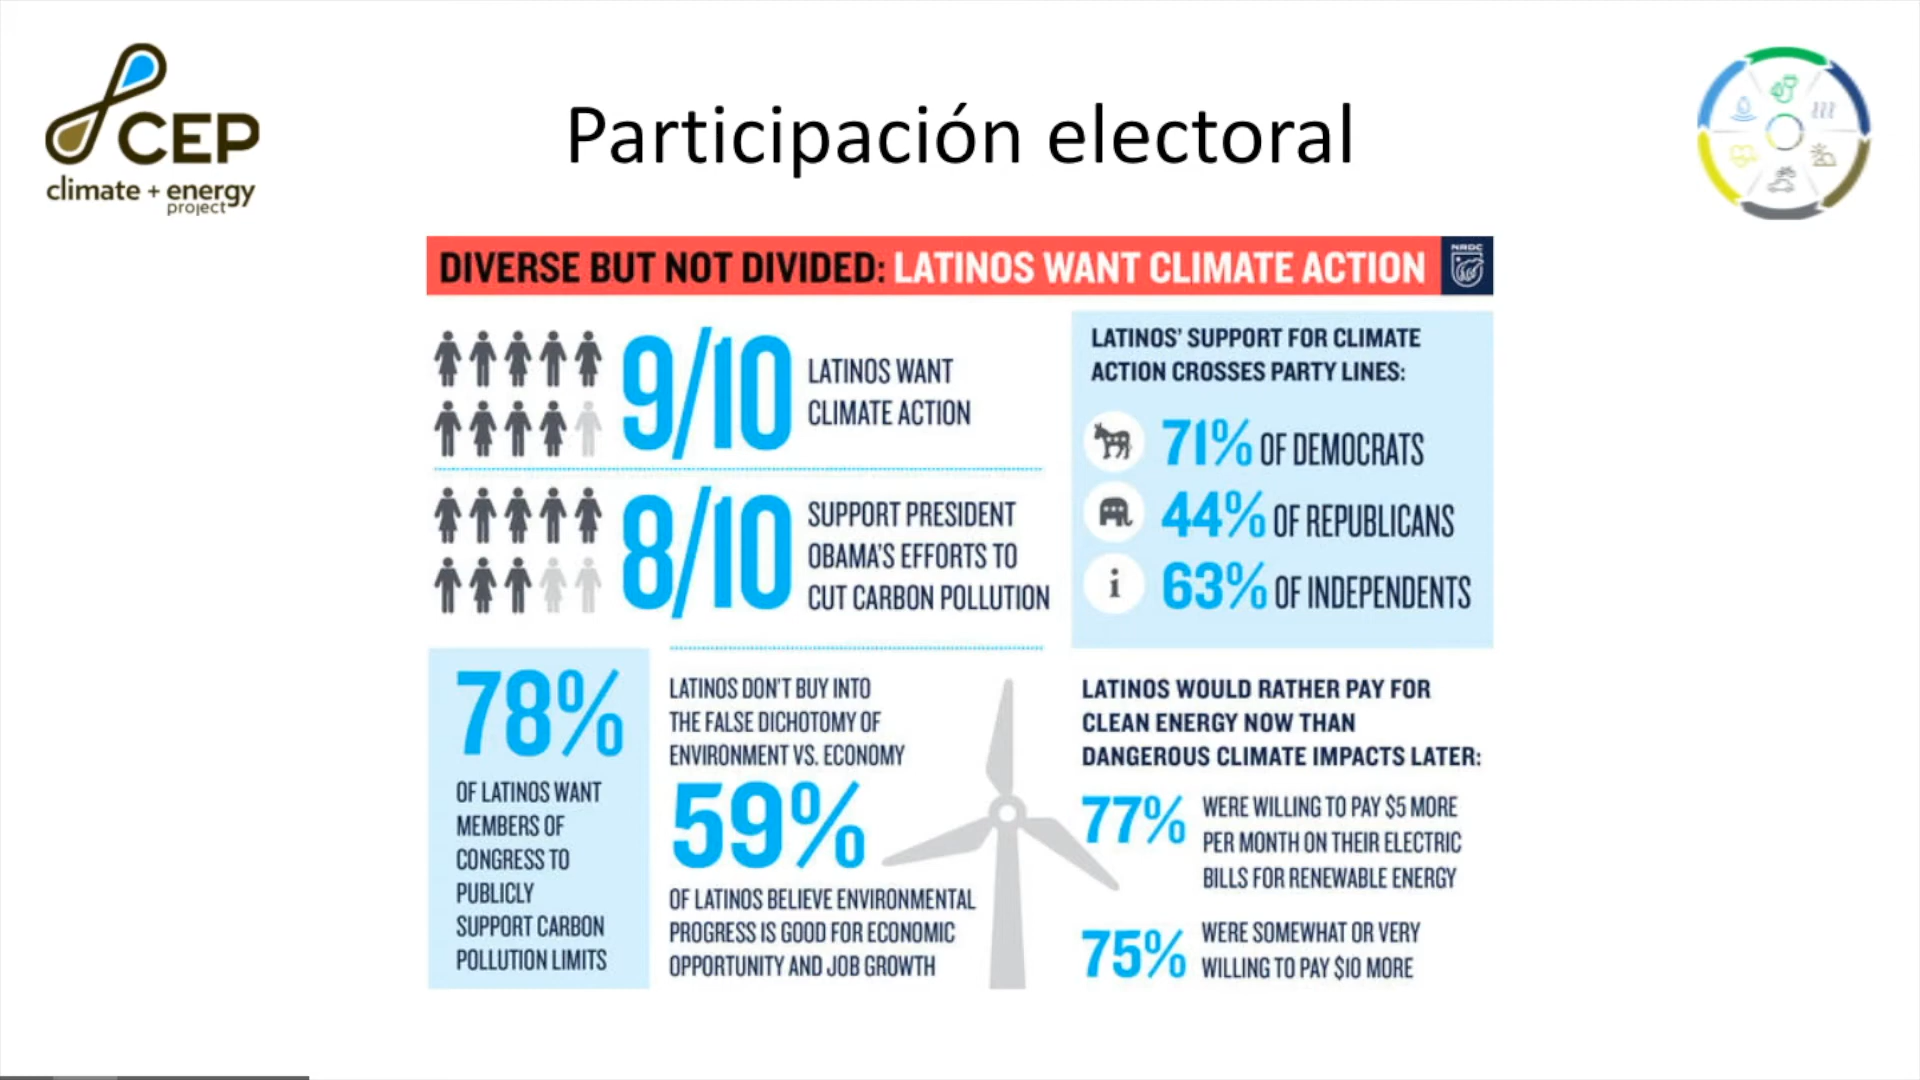 CEP
climate + energy
project
Participación electoral
DIVERSE BUT NOT DIVIDED: LATINOS WANT CLIMATE ACTION
NRDC
9/10
LATINOS WANT
CLIMATE ACTION
8/10
SUPPORT PRESIDENT
OBAMA'S EFFORTS TO
CUT CARBON POLLUTION
LATINOS' SUPPORT FOR CLIMATE
ACTION CROSSES PARTY LINES:
71% OF DEMOCRATS
44% OF REPUBLICANS
i
63% OF INDEPENDENTS
78%
OF LATINOS WANT
MEMBERS OF
CONGRESS TO
PUBLICLY
SUPPORT CARBON
POLLUTION LIMITS
LATINOS DON'T BUY INTO
THE FALSE DICHOTOMY OF
ENVIRONMENT VS. ECONOMY
59%
OF LATINOS BELIEVE ENVIRONMENTAL
PROGRESS IS GOOD FOR ECONOMIC
OPPORTUNITY AND JOB GROWTH
LATINOS WOULD RATHER PAY FOR
CLEAN ENERGY NOW THAN
DANGEROUS CLIMATE IMPACTS LATER:
77%
WERE WILLING TO PAY $5 MORE
PER MONTH ON THEIR ELECTRIC
BILLS FOR RENEWABLE ENERGY
75%
WERE SOMEWHAT OR VERY
WILLING TO PAY $10 MORE